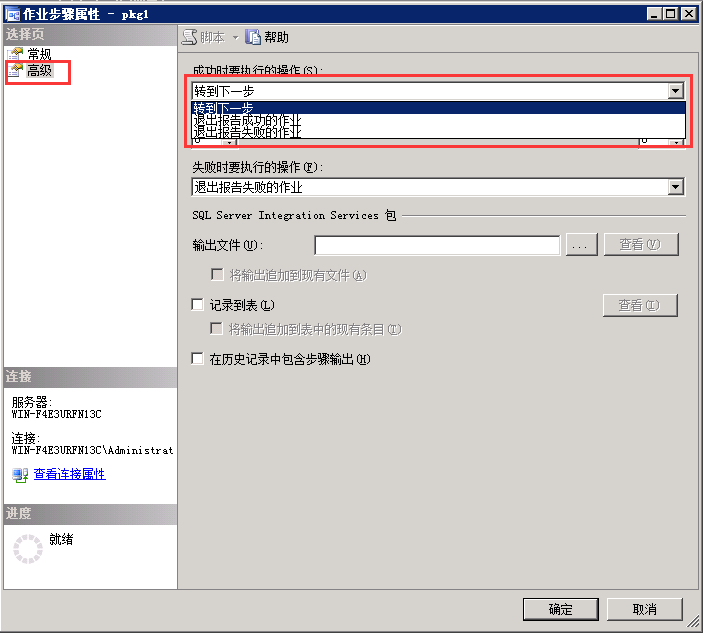 作业步骤属性 - pkg1
选择页
常规
高级
脚本
帮助
成功时要执行的操作(S):
转到下一步
转到下一步
退出报告成功的作业
退出报告失败的作业
0
0
失败时要执行的操作(F):
退出报告失败的作业
SQL Server Integration Services 包
输出文件(U):
...
查看(V)
将输出追加到现有文件(A)
记录到表(L)
查看(I)
将输出追加到表中的现有条目(T)
在历史记录中包含步骤输出(H)
连接
服务器:
WIN-F4E3URFN13C
连接:
WIN-F4E3URFN13C\Administrat
查看连接属性
进度
就绪
确定
取消